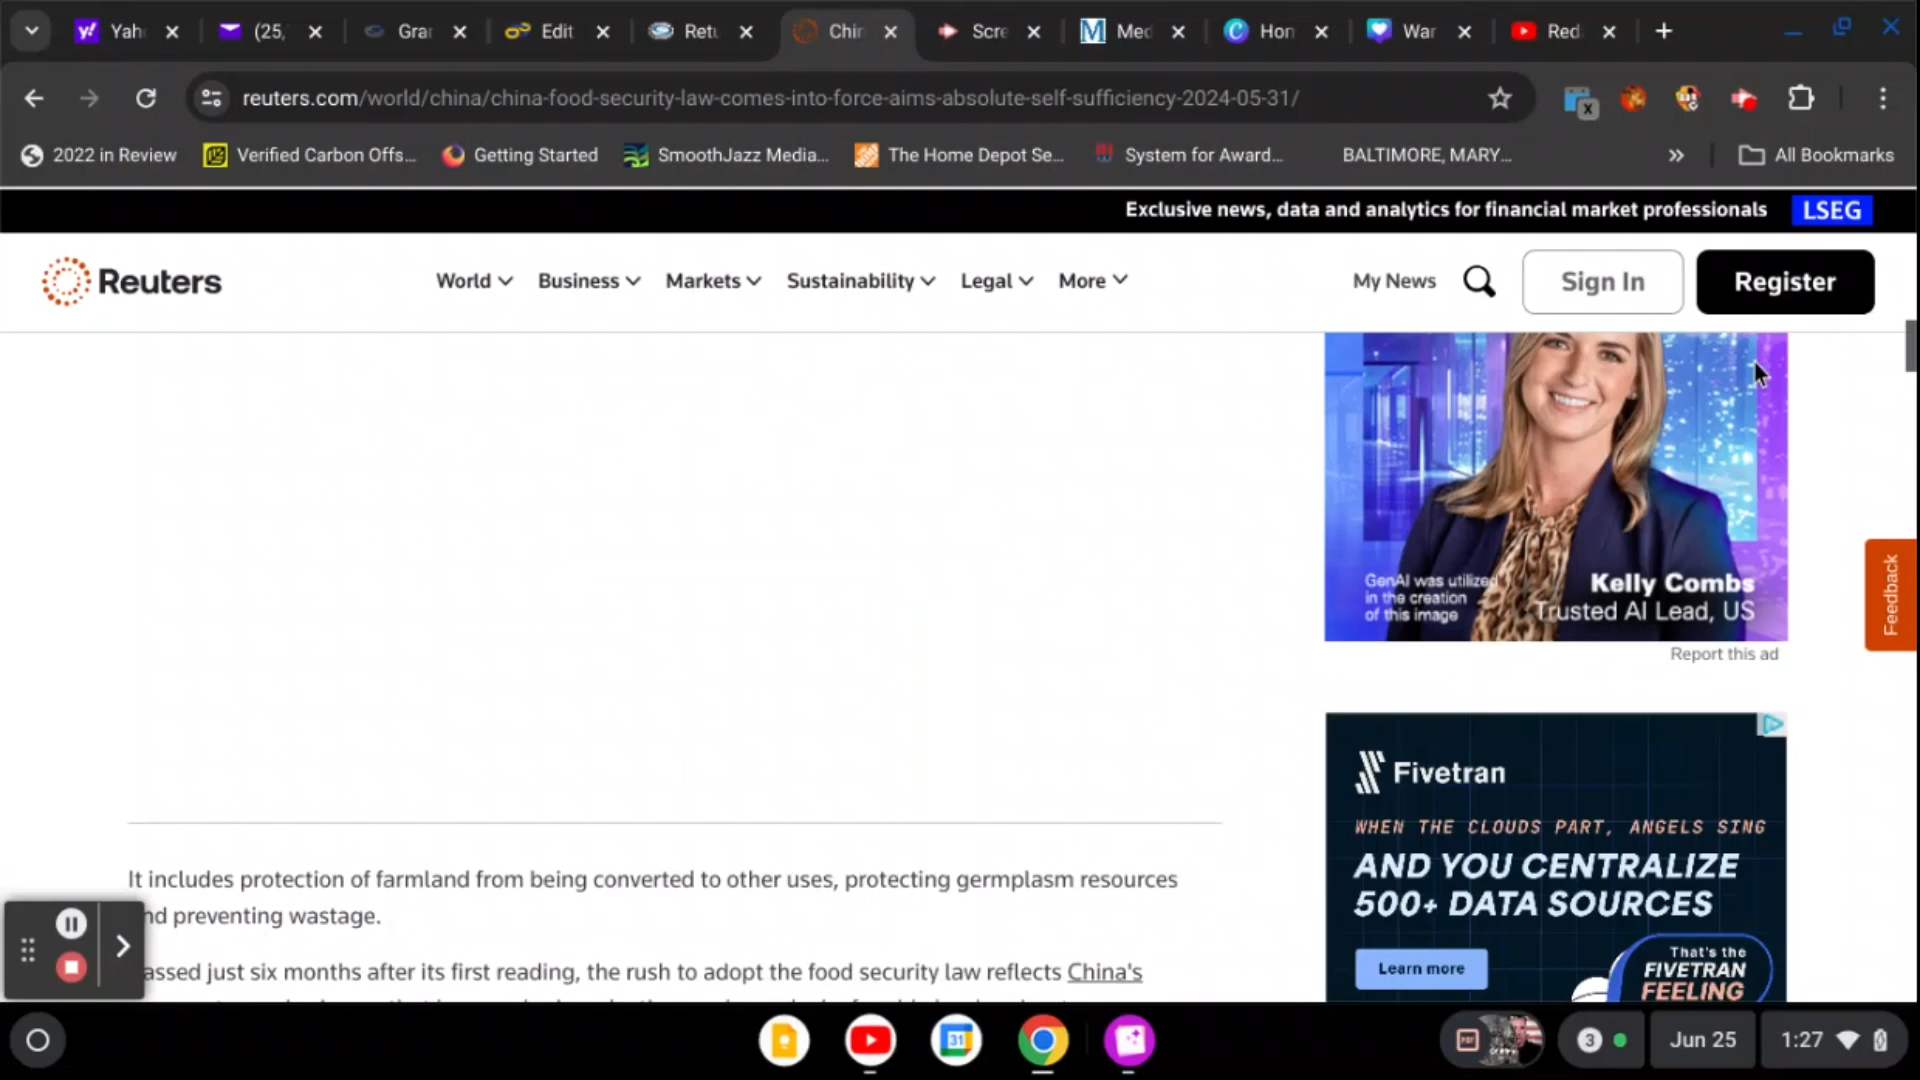 Yah
(25,
Grar
Edit
Retu
Chin
Scre
Med
Hon
War
Red
reuters.com/world/china/china-food-security-law-comes-into-force-aims-absolute-self-sufficiency-2024-05-31/
2022 in Review
Verified Carbon Offs...
Getting Started
SmoothJazz Media...
The Home Depot Se...
System for Award...
BALTIMORE, MARY...
All Bookmarks
Exclusive news, data and analytics for financial market professionals LSEG
Reuters
World
Business
Markets
Sustainability
Legal
More
My News
Sign In
Register
GenAI was utilized
in the creation
of this image
Kelly Combs
Trusted AI Lead, US
Report this ad
Feedback
Fivetran
WHEN THE CLOUDS PART, ANGELS SING
AND YOU CENTRALIZE
500+ DATA SOURCES
Learn more
That's the
FIVETRAN
FEELING
It includes protection of farmland from being converted to other uses, protecting germplasm resources
nd preventing wastage.
assed just six months after its first reading, the rush to adopt the food security law reflects China's
31
3
Jun 25
1:27